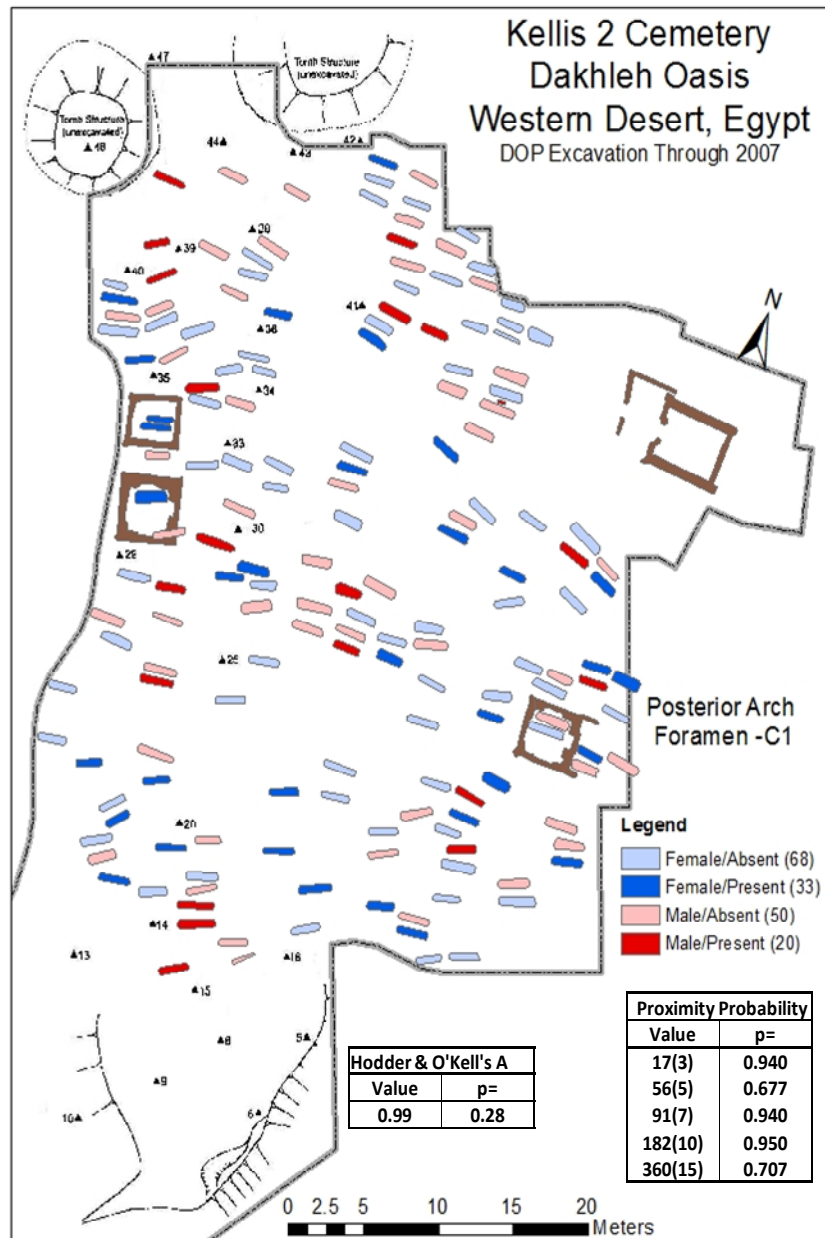 Kellis 2 Cemetery
Dakhleh Oasis
Western Desert, Egypt
DOP Excavation Through 2007
47
Tomb Structure
(unexcavated)
Tomb Structure
(unexcavated)
48
44
43
42
38
39
40
41
36
35
34
33
30
29
25
20
14
13
16
15
8
5
9
10
6
N
Posterior Arch
Foramen -C1
Legend
Female/Absent (68)
Female/Present (33)
Male/Absent (50)
Male/Present (20)
Hodder & O'Kell's A
Value p=
0.99 0.28
Proximity Probability
Value p=
17(3) 0.940
56(5) 0.677
91(7) 0.940
182(10) 0.950
360(15) 0.707
0 2.5 5 10 15 20
Meters